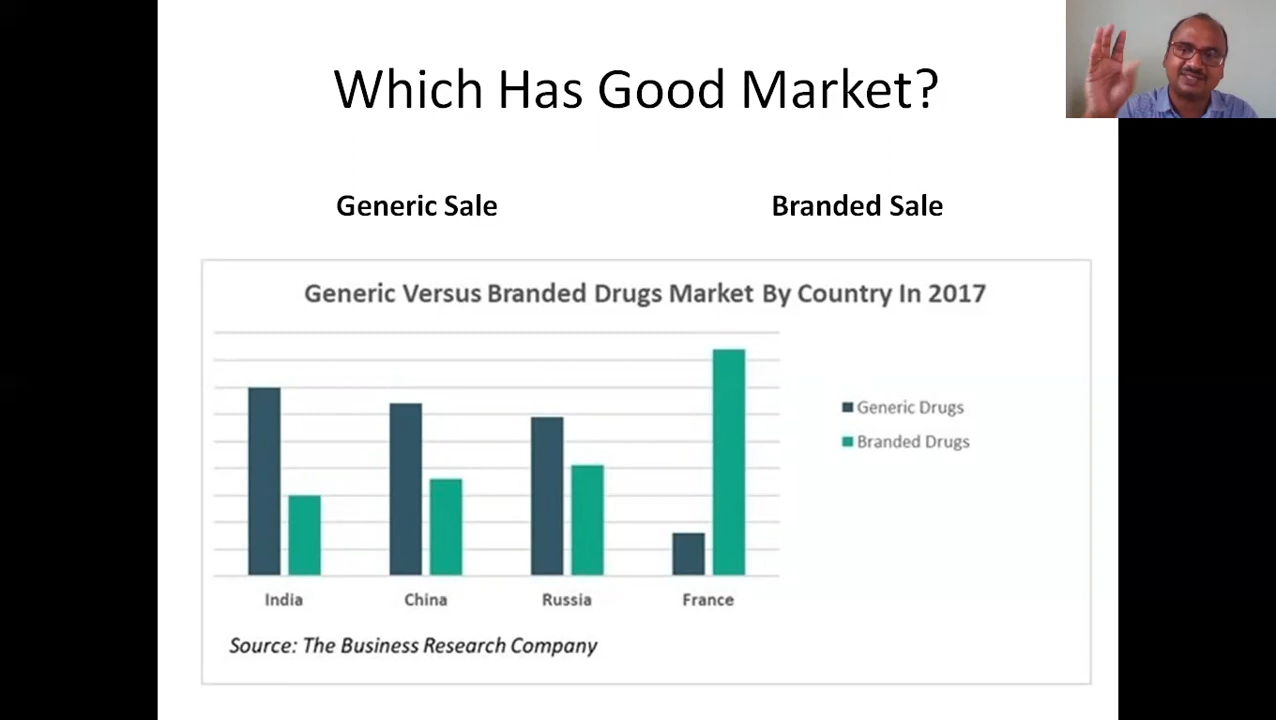 Which Has Good Market?
Generic Sale
Branded Sale
Generic Versus Branded Drugs Market By Country In 2017
Generic Drugs
Branded Drugs
India
China
Russia
France
Source: The Business Research Company